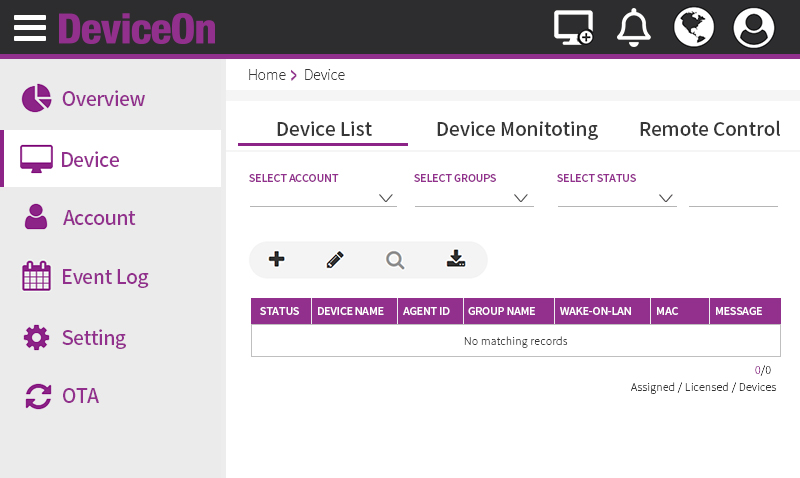 DeviceOn
Home Device
Overview
Device
Account
Event Log
Setting
OTA
Device List Device Monitoting Remote Control
SELECT ACCOUNT SELECT GROUPS SELECT STATUS
STATUS DEVICE NAME AGENT ID GROUP NAME WAKE-ON-LAN MAC MESSAGE
No matching records
0/0
Assigned / Licensed / Devices